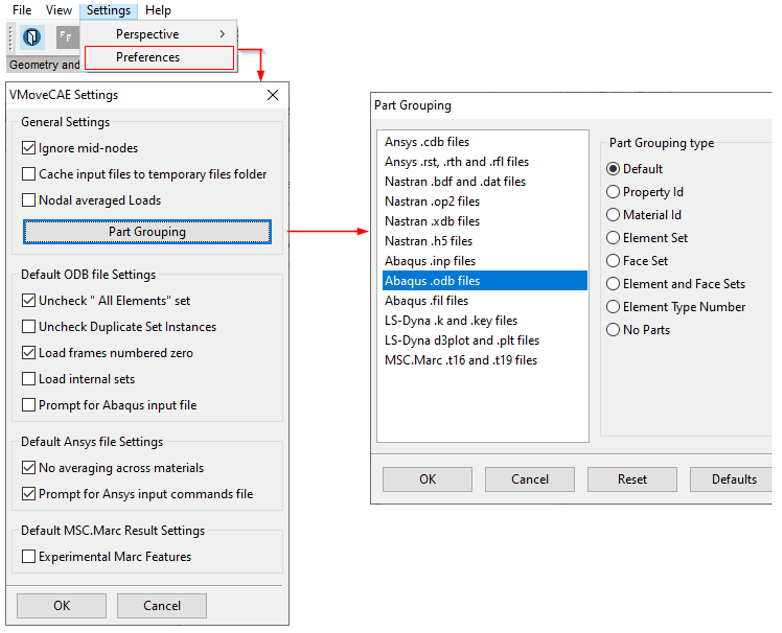 File View Settings Help
Perspective >
Preferences
Geometry and
VMoveCAE Settings
General Settings
Ignore mid-nodes
Cache input files to temporary files folder
Nodal averaged Loads
Part Grouping
Default ODB file Settings
Uncheck " All Elements" set
Uncheck Duplicate Set Instances
Load frames numbered zero
Load internal sets
Prompt for Abaqus input file
Default Ansys file Settings
No averaging across materials
Prompt for Ansys input commands file
Default MSC.Marc Result Settings
Experimental Marc Features
OK Cancel
Part Grouping
Ansys .cdb files
Ansys .rst, .rth and .rfl files
Nastran .bdf and .dat files
Nastran .op2 files
Nastran .xdb files
Nastran .h5 files
Abaqus .inp files
Abaqus .odb files
Abaqus .fil files
LS-Dyna .k and .key files
LS-Dyna d3plot and .plt files
MSC.Marc .t16 and .t19 files
Part Grouping type
Default
Property Id
Material Id
Element Set
Face Set
Element and Face Sets
Element Type Number
No Parts
OK Cancel Reset Defaults